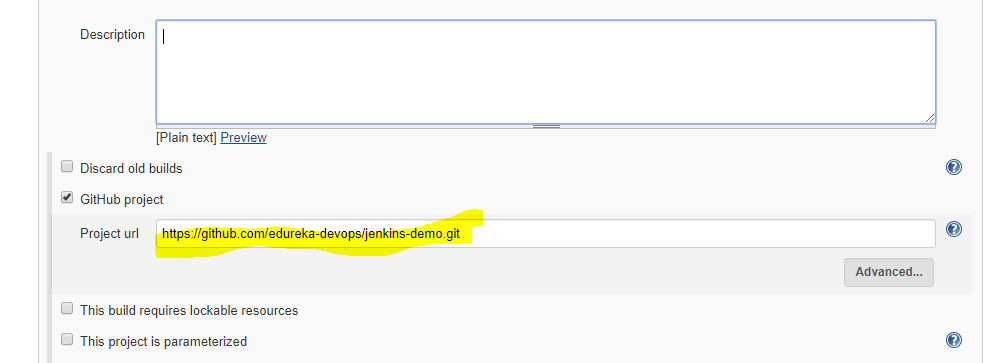 Description
[Plain text] Preview
Discard old builds
GitHub project
Project url https://github.com/edureka-devops/jenkins-demo.git
Advanced...
This build requires lockable resources
This project is parameterized